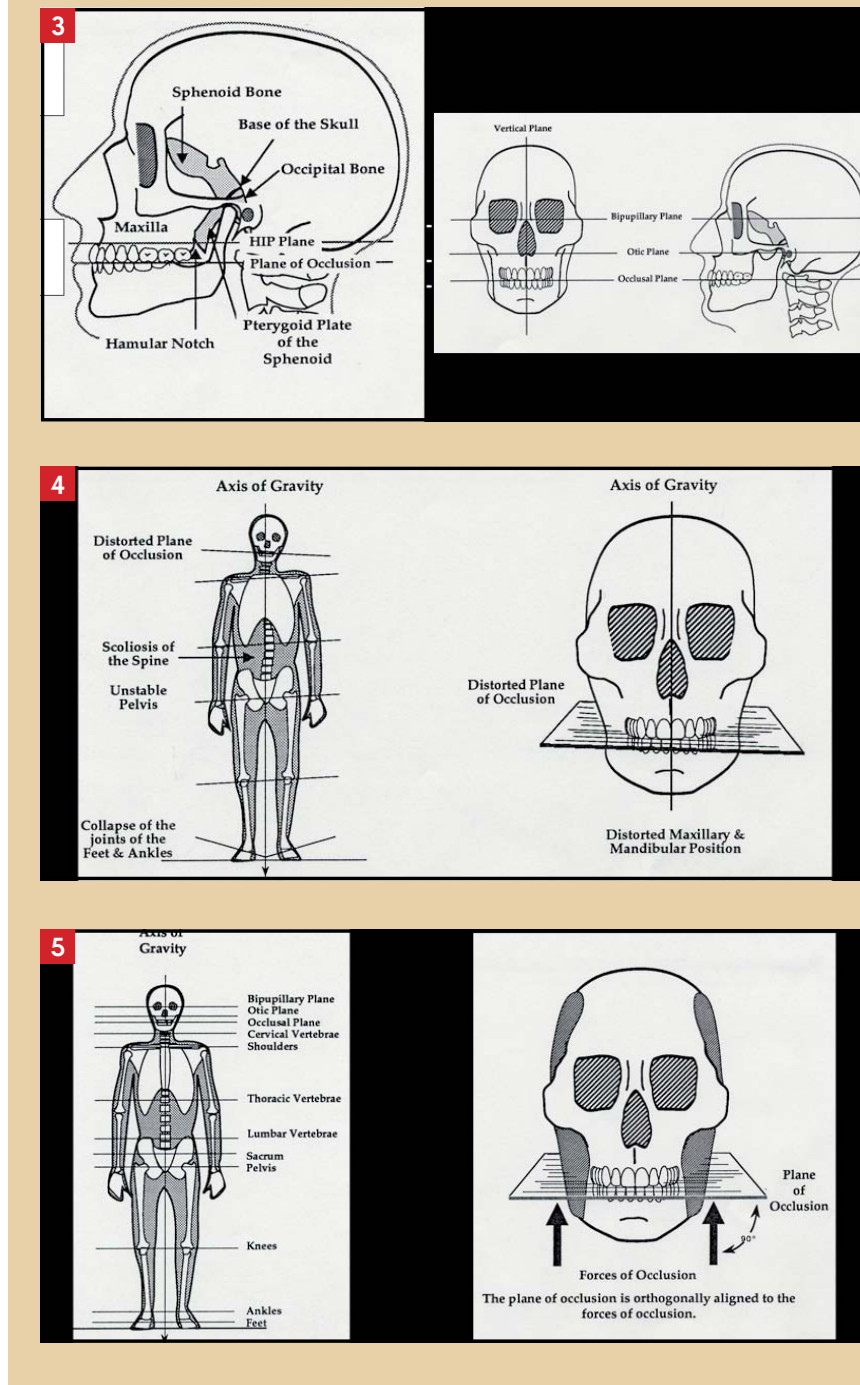 3
Sphenoid Bone
Base of the Skull
Occipital Bone
Maxilla
HIP Plane
Plane of Occlusion
Hamular Notch
Pterygoid Plate
of the
Sphenoid
Vertical Plane
Bipupillary Plane
Otic Plane
Occlusal Plane
4
Axis of Gravity
Distorted Plane
of Occlusion
Scoliosis of
the Spine
Unstable
Pelvis
Collapse of the
joints of the
Feet & Ankles
Axis of Gravity
Distorted Plane
of Occlusion
Distorted Maxillary &
Mandibular Position
5
Axis of
Gravity
Bipupillary Plane
Otic Plane
Occlusal Plane
Cervical Vertebrae
Shoulders
Thoracic Vertebrae
Lumbar Vertebrae
Sacrum
Pelvis
Knees
Ankles
Feet
Plane
of
Occlusion
90°
Forces of Occlusion
The plane of occlusion is orthogonally aligned to the
forces of occlusion.